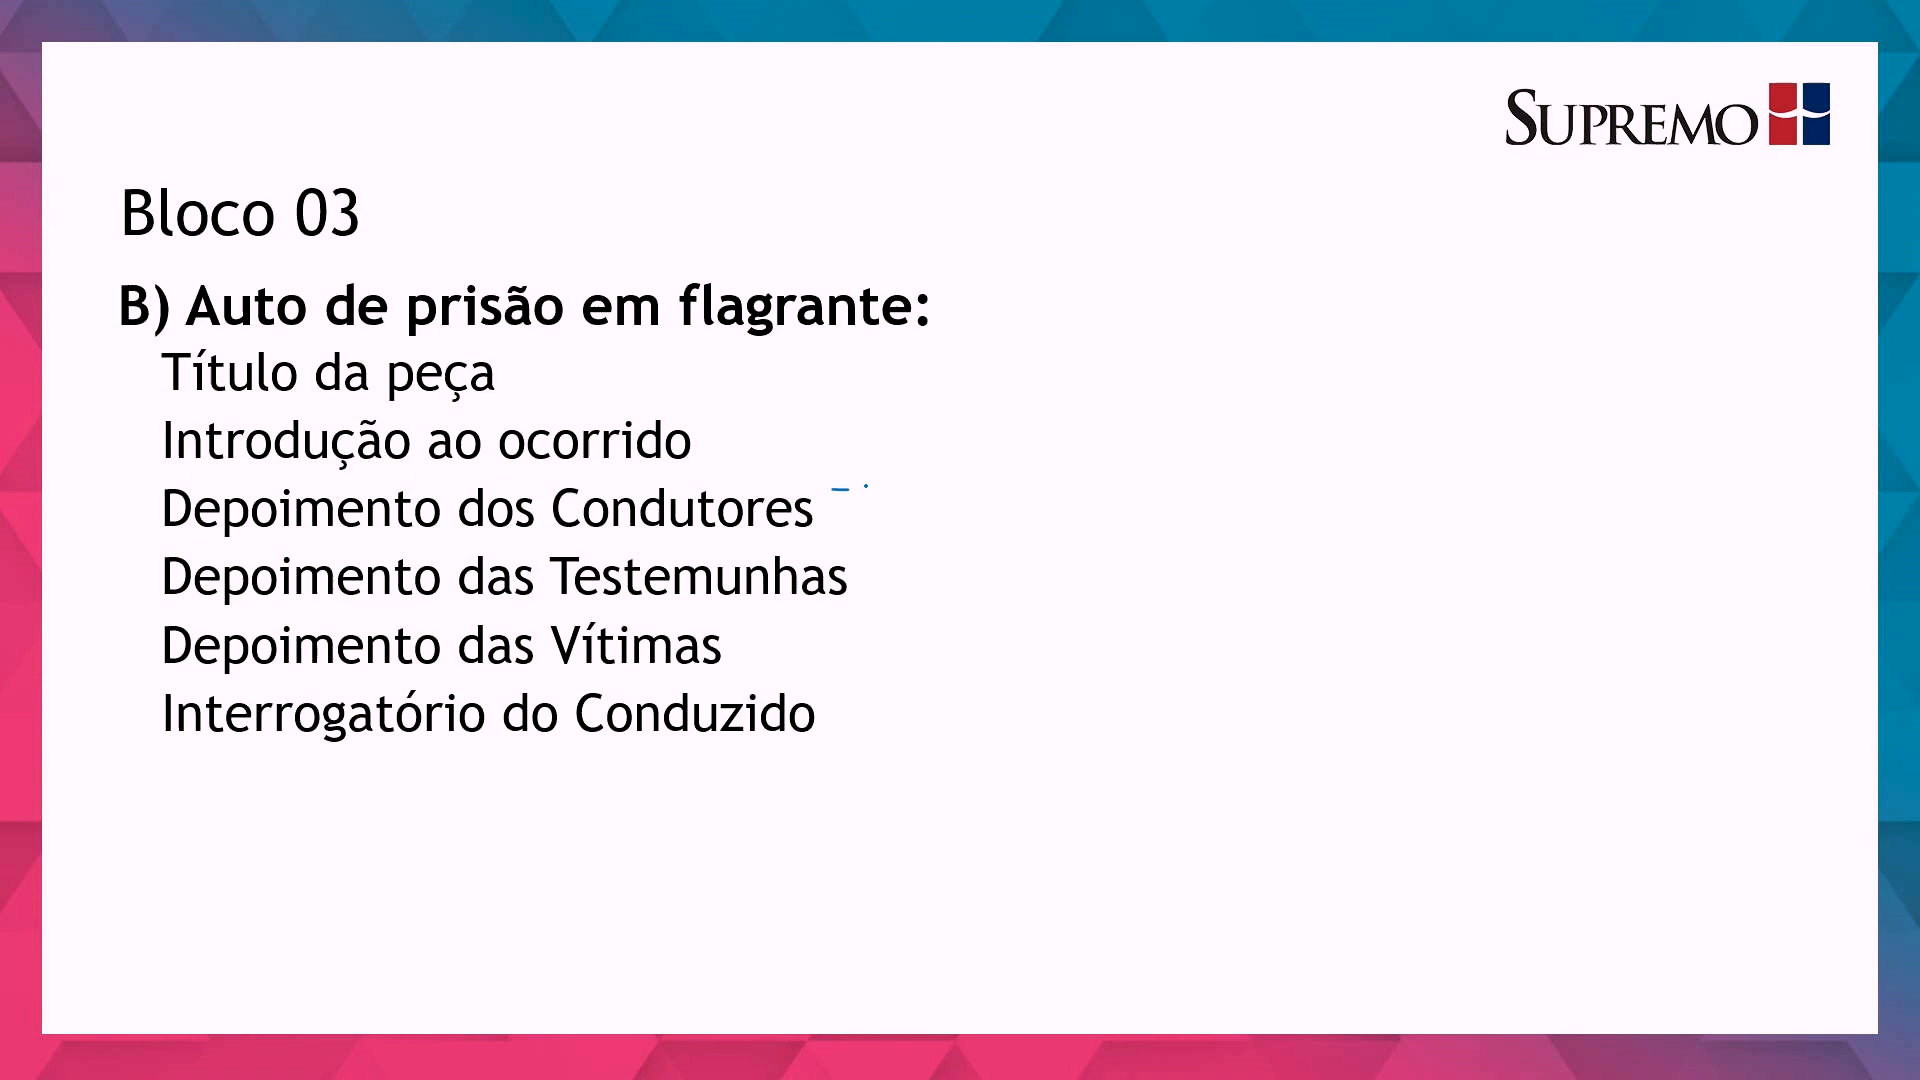 SUPREMO
Bloco 03
B) Auto de prisão em flagrante:
Título da peça
Introdução ao ocorrido
Depoimento dos Condutores
Depoimento das Testemunhas
Depoimento das Vítimas
Interrogatório do Conduzido